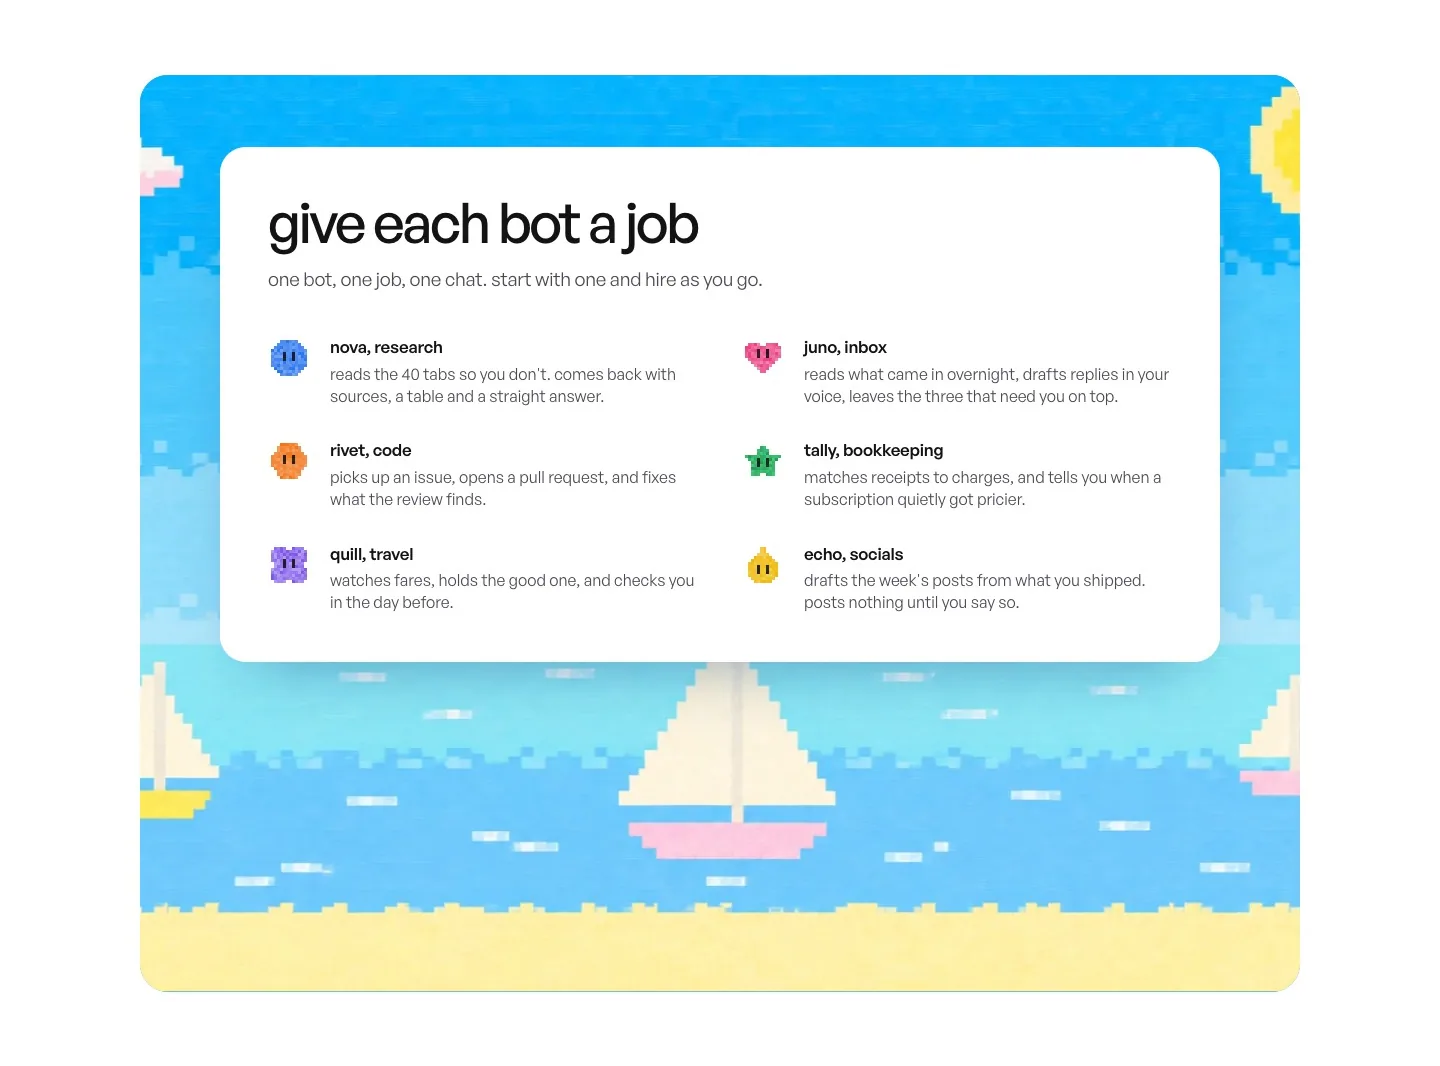 give each bot a job
one bot, one job, one chat. start with one and hire as you go.
nova, research
reads the 40 tabs so you don't. comes back with
sources, a table and a straight answer.
juno, inbox
reads what came in overnight, drafts replies in your
voice, leaves the three that need you on top.
rivet, code
picks up an issue, opens a pull request, and fixes
what the review finds.
tally, bookkeeping
matches receipts to charges, and tells you when a
subscription quietly got pricier.
quill, travel
watches fares, holds the good one, and checks you
in the day before.
echo, socials
drafts the week's posts from what you shipped.
posts nothing until you say so.